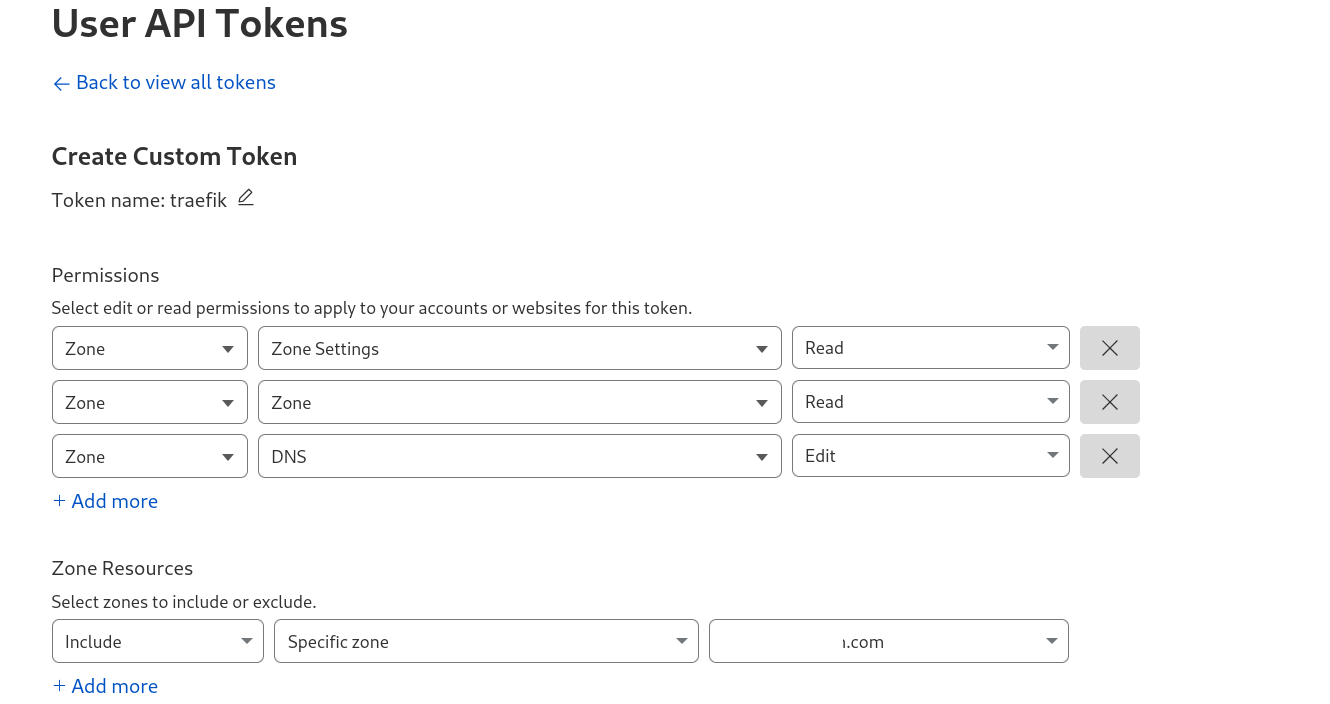 User API Tokens
← Back to view all tokens
Create Custom Token
Token name: traefik
Permissions
Select edit or read permissions to apply to your accounts or websites for this token.
Zone Zone Settings Read
Zone Zone Read
Zone DNS Edit
+ Add more
Zone Resources
Select zones to include or exclude.
Include Specific zone .com
+ Add more